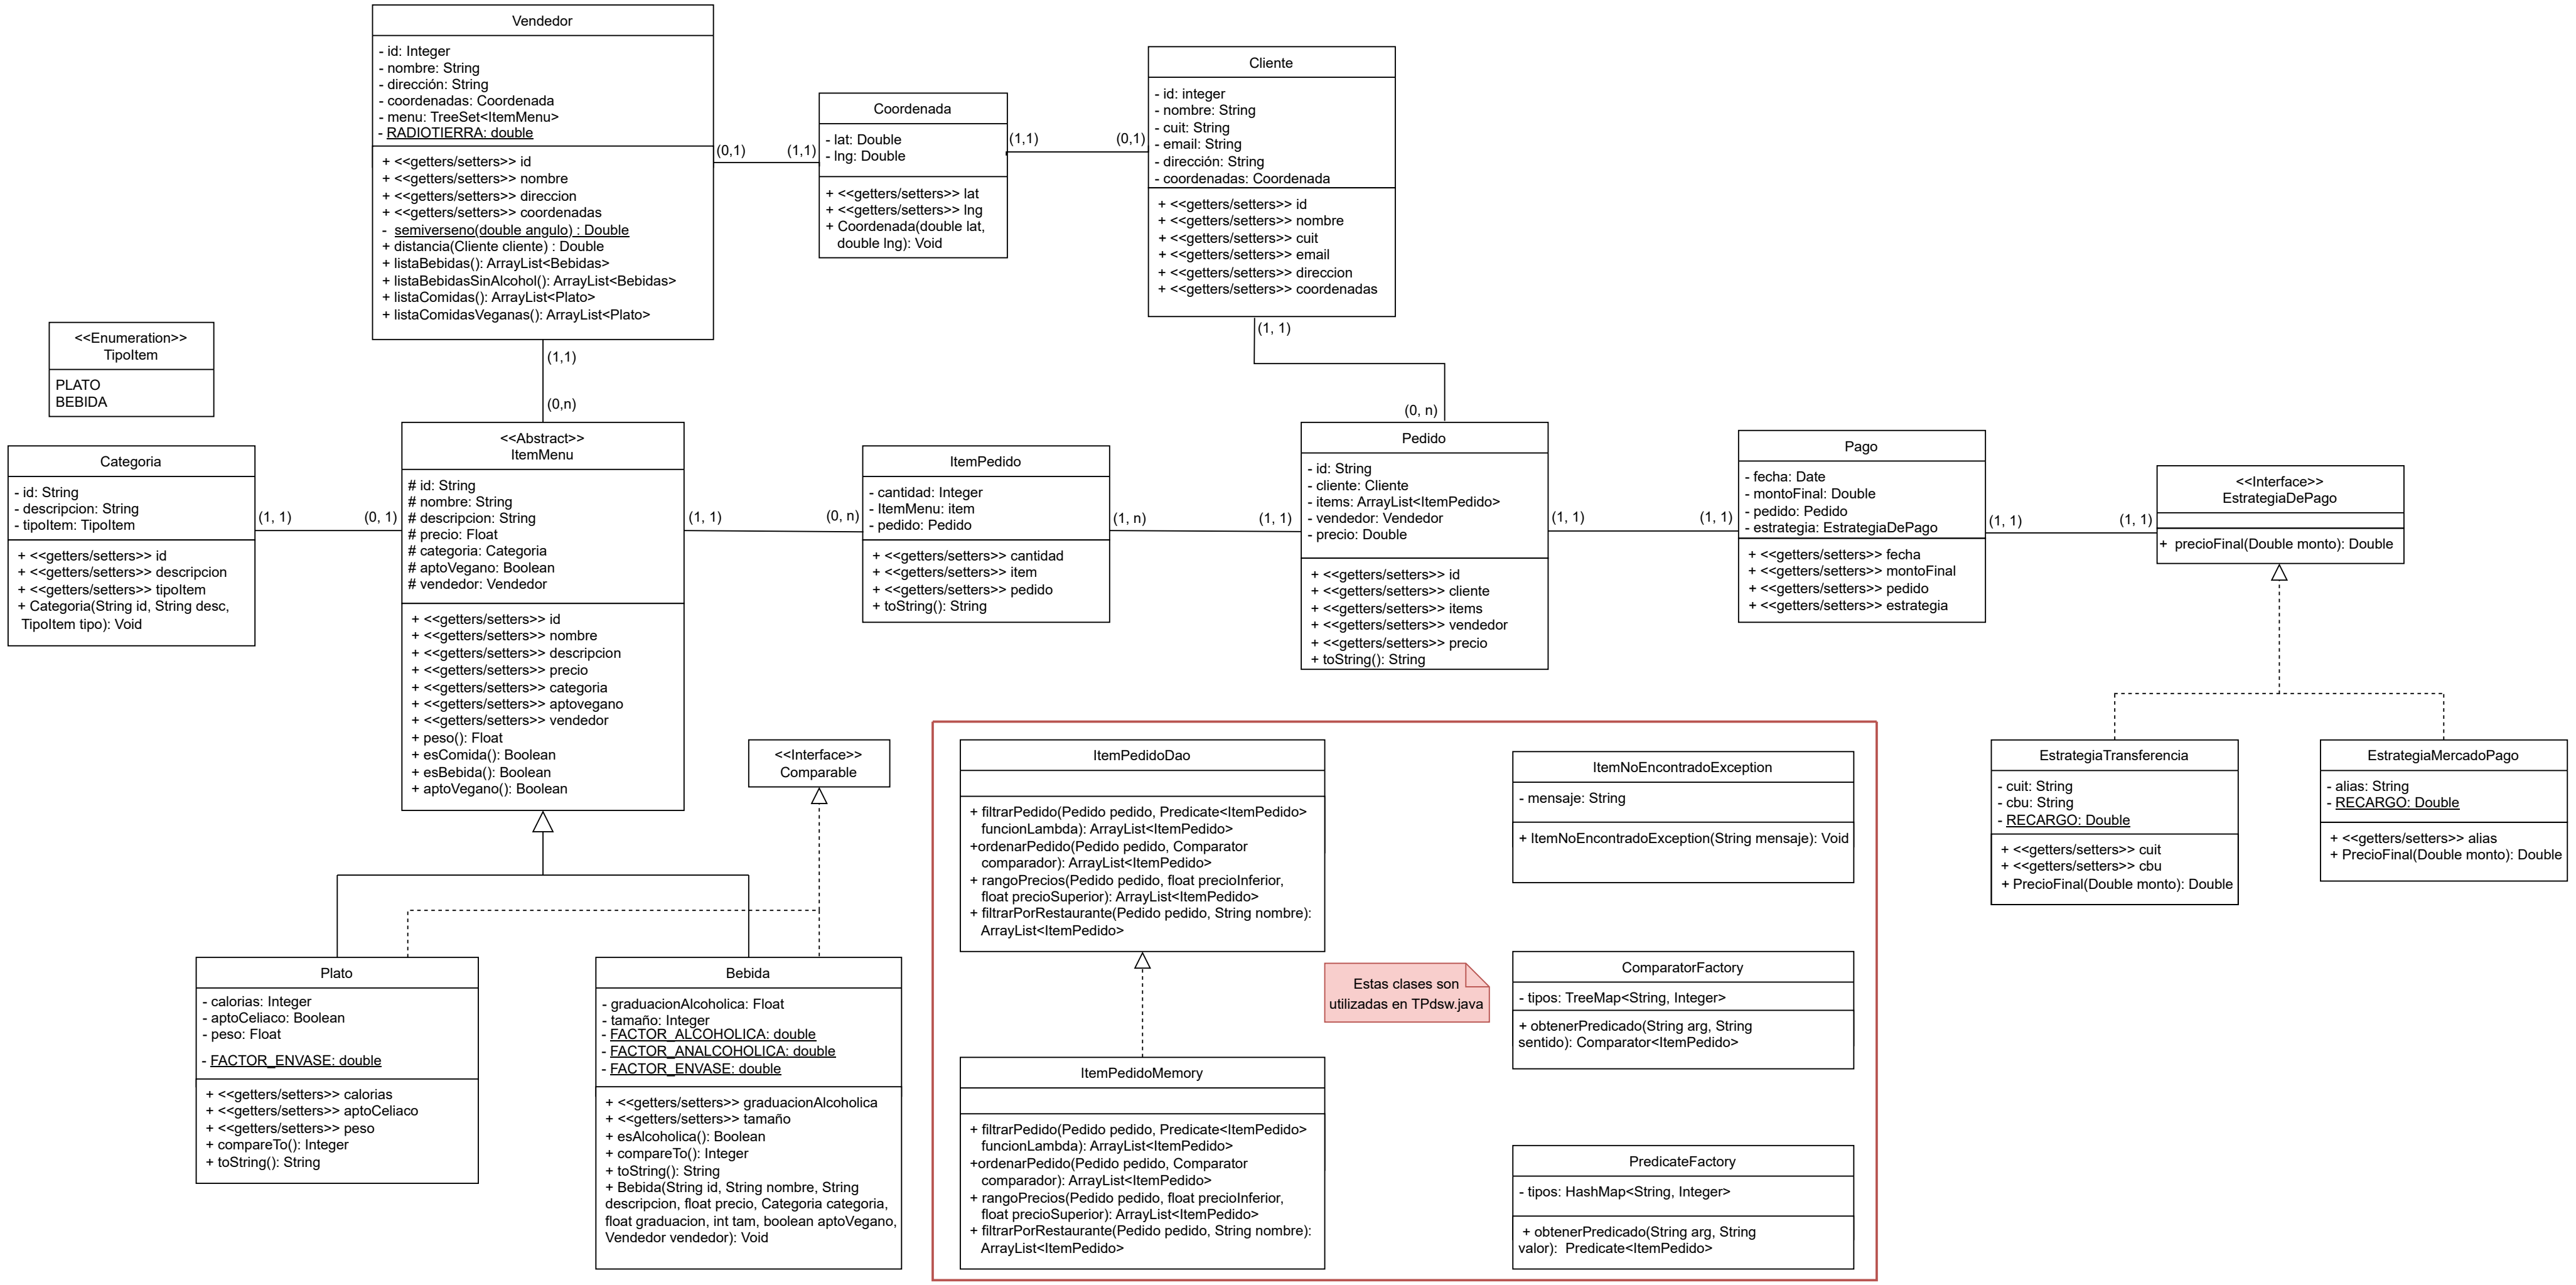 Vendedor
- id: Integer
- nombre: String
- dirección: String
- coordenadas: Coordenada
- menu: TreeSet<ItemMenu>
- RADIOTIERRA: double
+ <<getters/setters>> id
+ <<getters/setters>> nombre
+ <<getters/setters>> direccion
+ <<getters/setters>> coordenadas
- semiverseno(double angulo) : Double
+ distancia(Cliente cliente) : Double
+ listaBebidas(): ArrayList<Bebidas>
+ listaBebidasSinAlcohol(): ArrayList<Bebidas>
+ listaComidas(): ArrayList<Plato>
+ listaComidasVeganas(): ArrayList<Plato>
(0,1)
(1,1)
Coordenada
- lat: Double
- lng: Double
+ <<getters/setters>> lat
+ <<getters/setters>> lng
+ Coordenada(double lat,
double lng): Void
(1,1)
(0,1)
Cliente
- id: integer
- nombre: String
- cuit: String
- email: String
- dirección: String
- coordenadas: Coordenada
+ <<getters/setters>> id
+ <<getters/setters>> nombre
+ <<getters/setters>> cuit
+ <<getters/setters>> email
+ <<getters/setters>> direccion
+ <<getters/setters>> coordenadas
(1, 1)
(0, n)
<<Enumeration>>
TipoItem
PLATO
BEBIDA
(1,1)
(0,n)
Categoria
- id: String
- descripcion: String
- tipoItem: TipoItem
+ <<getters/setters>> id
+ <<getters/setters>> descripcion
+ <<getters/setters>> tipoItem
+ Categoria(String id, String desc,
TipoItem tipo): Void
(1, 1)
(0, 1)
<<Abstract>>
ItemMenu
# id: String
# nombre: String
# descripcion: String
# precio: Float
# categoria: Categoria
# aptoVegano: Boolean
# vendedor: Vendedor
+ <<getters/setters>> id
+ <<getters/setters>> nombre
+ <<getters/setters>> descripcion
+ <<getters/setters>> precio
+ <<getters/setters>> categoria
+ <<getters/setters>> aptovegano
+ <<getters/setters>> vendedor
+ peso(): Float
+ esComida(): Boolean
+ esBebida(): Boolean
+ aptoVegano(): Boolean
(1, 1)
(0, n)
ItemPedido
- cantidad: Integer
- ItemMenu: item
- pedido: Pedido
+ <<getters/setters>> cantidad
+ <<getters/setters>> item
+ <<getters/setters>> pedido
+ toString(): String
(1, n)
(1, 1)
Pedido
- id: String
- cliente: Cliente
- items: ArrayList<ItemPedido>
- vendedor: Vendedor
- precio: Double
+ <<getters/setters>> id
+ <<getters/setters>> cliente
+ <<getters/setters>> items
+ <<getters/setters>> vendedor
+ <<getters/setters>> precio
+ toString(): String
(1, 1)
(1, 1)
Pago
- fecha: Date
- montoFinal: Double
- pedido: Pedido
- estrategia: EstrategiaDePago
+ <<getters/setters>> fecha
+ <<getters/setters>> montoFinal
+ <<getters/setters>> pedido
+ <<getters/setters>> estrategia
(1, 1)
(1, 1)
<<Interface>>
EstrategiaDePago
+ precioFinal(Double monto): Double
<<Interface>>
Comparable
Plato
- calorias: Integer
- aptoCeliaco: Boolean
- peso: Float
- FACTOR_ENVASE: double
+ <<getters/setters>> calorias
+ <<getters/setters>> aptoCeliaco
+ <<getters/setters>> peso
+ compareTo(): Integer
+ toString(): String
Bebida
- graduacionAlcoholica: Float
- tamaño: Integer
- FACTOR_ALCOHOLICA: double
- FACTOR_ANALCOHOLICA: double
- FACTOR_ENVASE: double
+ <<getters/setters>> graduacionAlcoholica
+ <<getters/setters>> tamaño
+ esAlcoholica(): Boolean
+ compareTo(): Integer
+ toString(): String
+ Bebida(String id, String nombre, String
descripcion, float precio, Categoria categoria,
float graduacion, int tam, boolean aptoVegano,
Vendedor vendedor): Void
ItemPedidoDao
+ filtrarPedido(Pedido pedido, Predicate<ItemPedido>
funcionLambda): ArrayList<ItemPedido>
+ordenarPedido(Pedido pedido, Comparator
comparador): ArrayList<ItemPedido>
+ rangoPrecios(Pedido pedido, float precioInferior,
float precioSuperior): ArrayList<ItemPedido>
+ filtrarPorRestaurante(Pedido pedido, String nombre):
ArrayList<ItemPedido>
ItemPedidoMemory
+ filtrarPedido(Pedido pedido, Predicate<ItemPedido>
funcionLambda): ArrayList<ItemPedido>
+ordenarPedido(Pedido pedido, Comparator
comparador): ArrayList<ItemPedido>
+ rangoPrecios(Pedido pedido, float precioInferior,
float precioSuperior): ArrayList<ItemPedido>
+ filtrarPorRestaurante(Pedido pedido, String nombre):
ArrayList<ItemPedido>
Estas clases son
utilizadas en TPdsw.java
ItemNoEncontradoException
- mensaje: String
+ ItemNoEncontradoException(String mensaje): Void
ComparatorFactory
- tipos: TreeMap<String, Integer>
+ obtenerPredicado(String arg, String
sentido): Comparator<ItemPedido>
PredicateFactory
- tipos: HashMap<String, Integer>
+ obtenerPredicado(String arg, String
valor): Predicate<ItemPedido>
EstrategiaTransferencia
- cuit: String
- cbu: String
- RECARGO: Double
+ <<getters/setters>> cuit
+ <<getters/setters>> cbu
+ PrecioFinal(Double monto): Double
EstrategiaMercadoPago
- alias: String
- RECARGO: Double
+ <<getters/setters>> alias
+ PrecioFinal(Double monto): Double